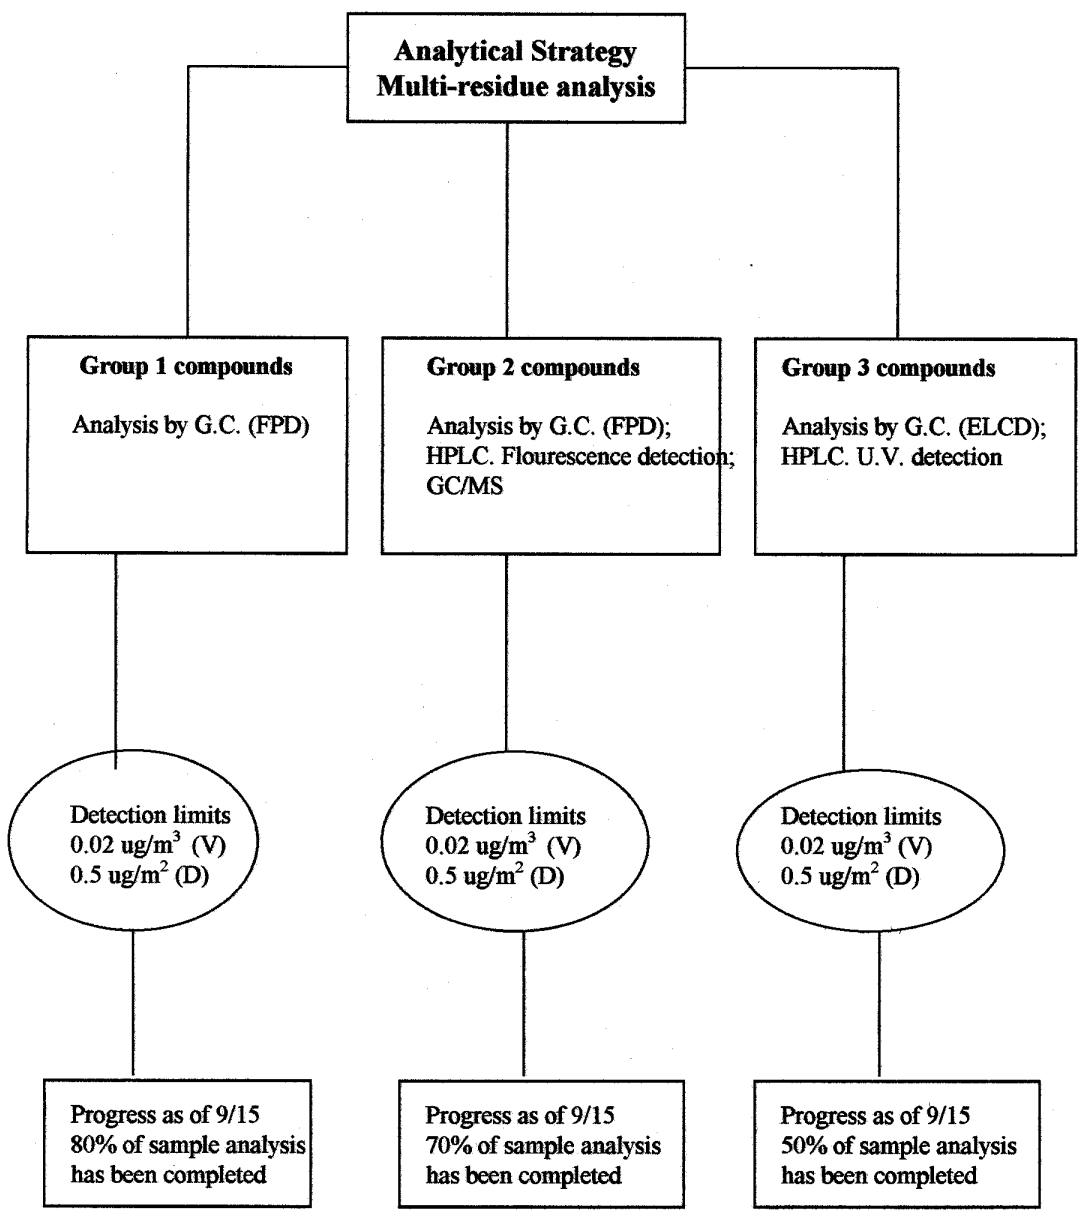 Analytical Strategy
Multi-residue analysis
Group 1 compounds
Analysis by G.C. (FPD)
Group 2 compounds
Analysis by G.C. (FPD);
HPLC. Flourescence detection;
GC/MS
Group 3 compounds
Analysis by G.C. (ELCD);
HPLC. U.V. detection
Detection limits
0.02 ug/m³ (V)
0.5 ug/m² (D)
Detection limits
0.02 ug/m³ (V)
0.5 ug/m² (D)
Detection limits
0.02 ug/m³ (V)
0.5 ug/m² (D)
Progress as of 9/15
80% of sample analysis
has been completed
Progress as of 9/15
70% of sample analysis
has been completed
Progress as of 9/15
50% of sample analysis
has been completed